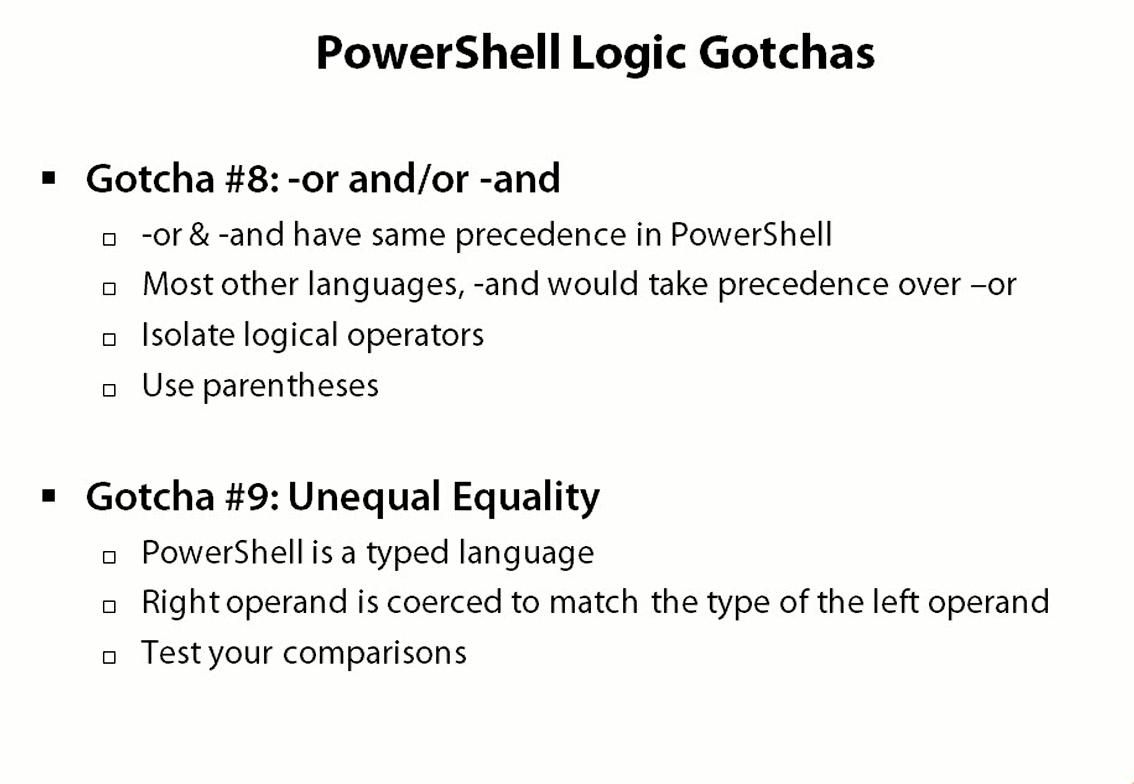 PowerShell Logic Gotchas
▪ Gotcha #8: -or and/or -and
▫ -or & -and have same precedence in PowerShell
▫ Most other languages, -and would take precedence over –or
▫ Isolate logical operators
▫ Use parentheses
▪ Gotcha #9: Unequal Equality
▫ PowerShell is a typed language
▫ Right operand is coerced to match the type of the left operand
▫ Test your comparisons